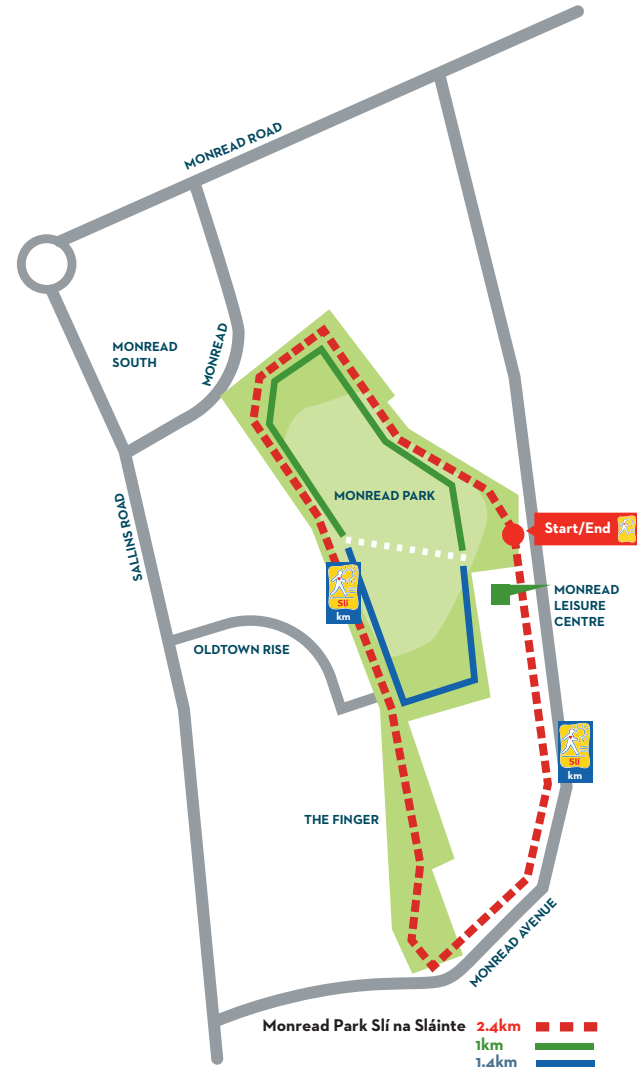 MONREAD ROAD
MONREAD
SOUTH
MONREAD
SALLINS ROAD
MONREAD PARK
Start/End
Slí
km
MONREAD
LEISURE
CENTRE
OLDTOWN RISE
Slí
km
THE FINGER
MONREAD AVENUE
Monread Park Slí na Sláinte 2.4km
1km
1.4km